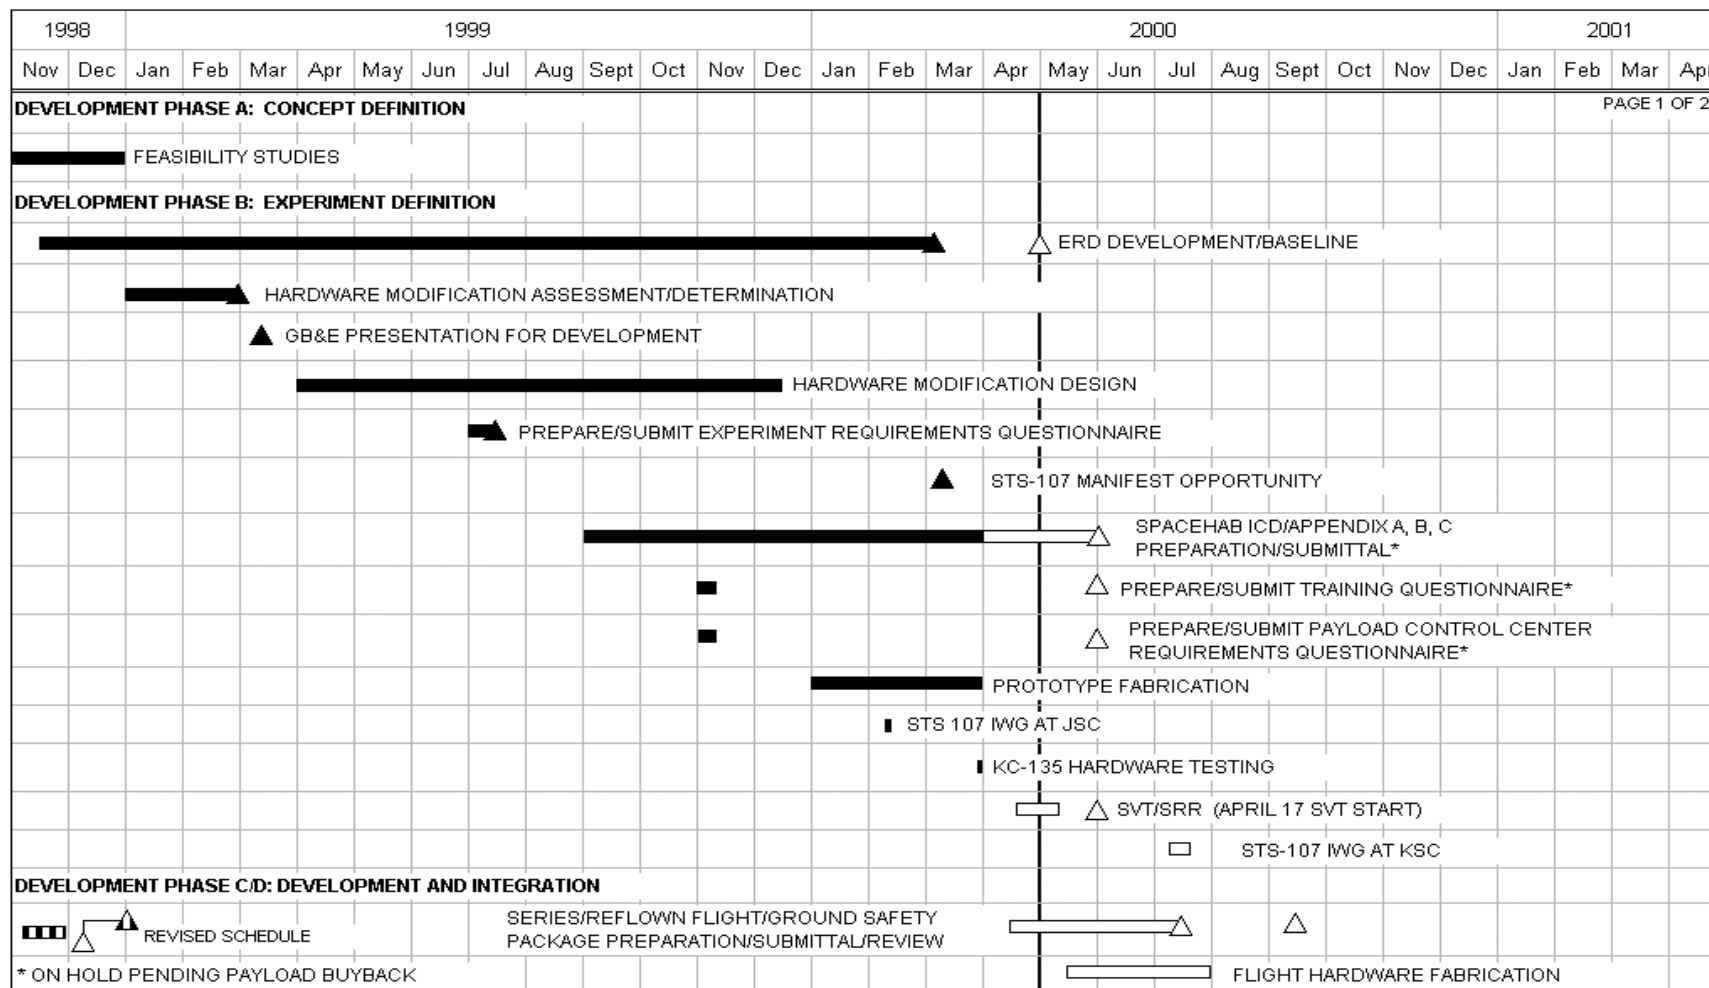 1998 1999 2000 2001
Nov Dec Jan Feb Mar Apr May Jun Jul Aug Sept Oct Nov Dec Jan Feb Mar Apr May Jun Jul Aug Sept Oct Nov Dec Jan Feb Mar Apr
DEVELOPMENT PHASE A: CONCEPT DEFINITION
PAGE 1 OF 2
FEASIBILITY STUDIES
DEVELOPMENT PHASE B: EXPERIMENT DEFINITION
ERD DEVELOPMENT/BASELINE
HARDWARE MODIFICATION ASSESSMENT/DETERMINATION
GB&E PRESENTATION FOR DEVELOPMENT
HARDWARE MODIFICATION DESIGN
PREPARE/SUBMIT EXPERIMENT REQUIREMENTS QUESTIONNAIRE
STS-107 MANIFEST OPPORTUNITY
SPACEHAB ICD/APPENDIX A, B, C
PREPARATION/SUBMITTAL*
PREPARE/SUBMIT TRAINING QUESTIONNAIRE*
PREPARE/SUBMIT PAYLOAD CONTROL CENTER
REQUIREMENTS QUESTIONNAIRE*
PROTOTYPE FABRICATION
STS 107 IWG AT JSC
KC-135 HARDWARE TESTING
SVT/SRR (APRIL 17 SVT START)
STS-107 IWG AT KSC
DEVELOPMENT PHASE C/D: DEVELOPMENT AND INTEGRATION
REVISED SCHEDULE
SERIES/REFLOWN FLIGHT/GROUND SAFETY
PACKAGE PREPARATION/SUBMITTAL/REVIEW
* ON HOLD PENDING PAYLOAD BUYBACK
FLIGHT HARDWARE FABRICATION